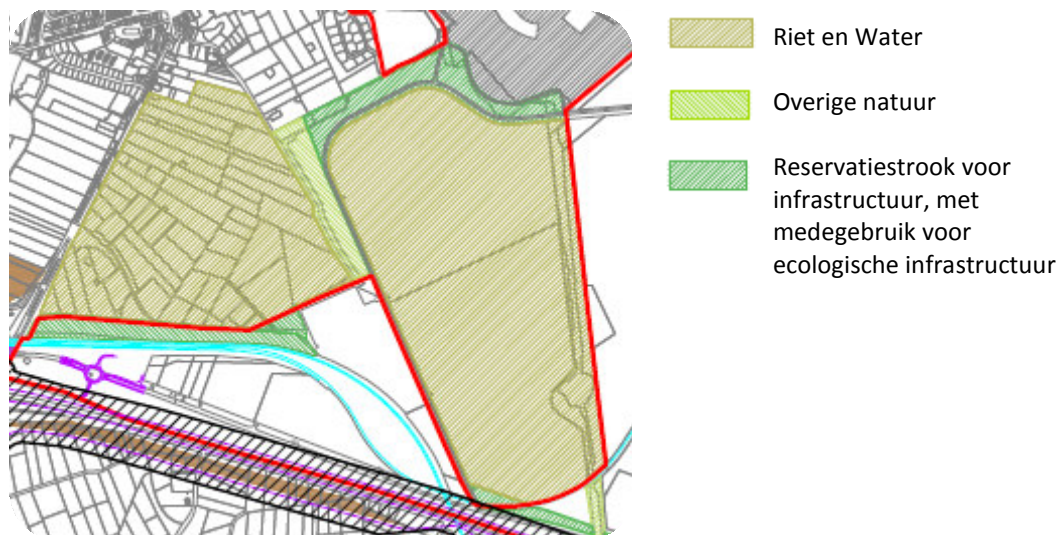 Riet en Water
Overige natuur
Reservatiestrook voor
infrastructuur, met
medegebruik voor
ecologische infrastructuur